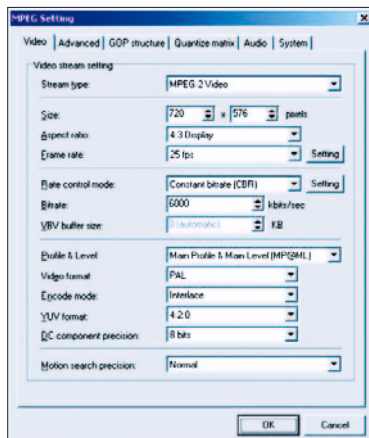 MPEG Setting
Video Advanced GOP structure Quantize matrix Audio System
Video stream setting
Stream type: MPEG-2 Video
Size: 720 x 576 pixels
Aspect ratio: 4:3 Display
Frame rate: 25 fps Setting
Rate control mode: Constant bitrate (CBR) Setting
Bitrate: 6000 kbits/sec
VBV buffer size: 0 (automatic) KB
Profile & Level: Main Profile & Main Level (MP@ML)
Video format: PAL
Encode mode: Interlace
YUV format: 4:2:0
DC component precision: 8 bits
Motion search precision: Normal
OK Cancel